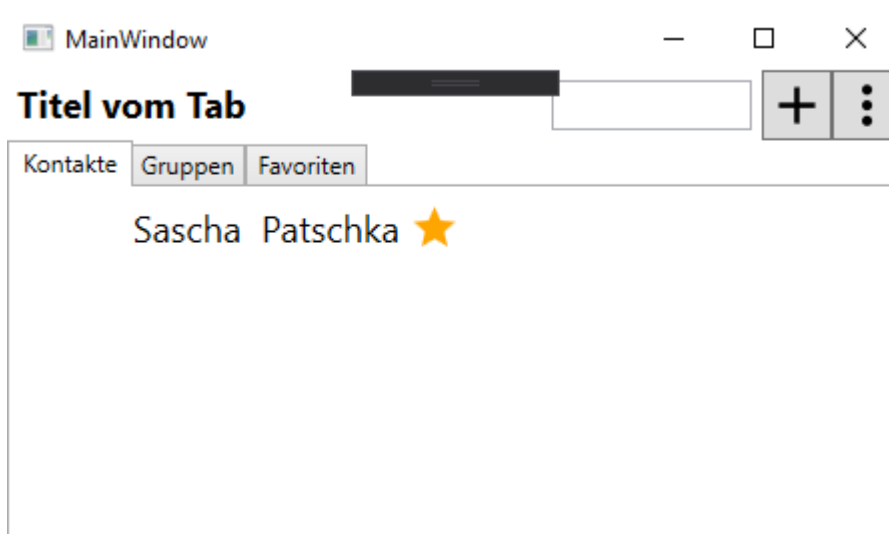 MainWindow
Titel vom Tab
Kontakte Gruppen Favoriten
Sascha Patschka